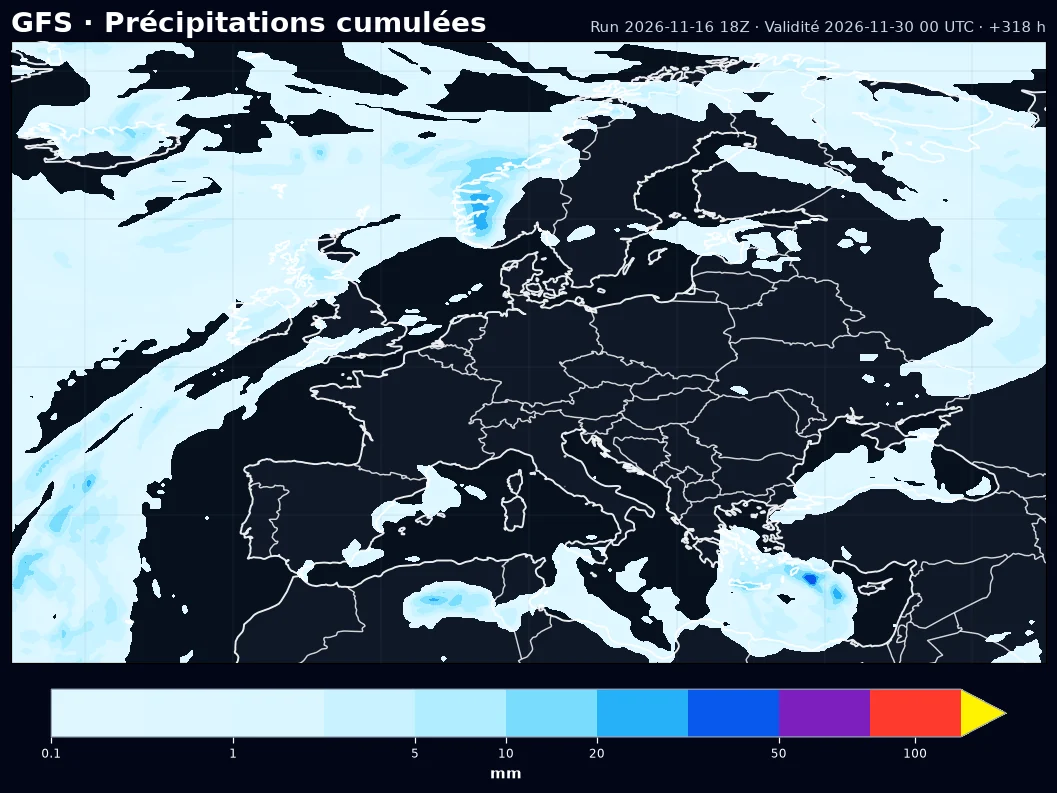 GFS · Précipitations cumulées
Run 2026-11-16 18Z · Validité 2026-11-30 00 UTC · +318 h
0.1 1 5 10 20 50 100
mm